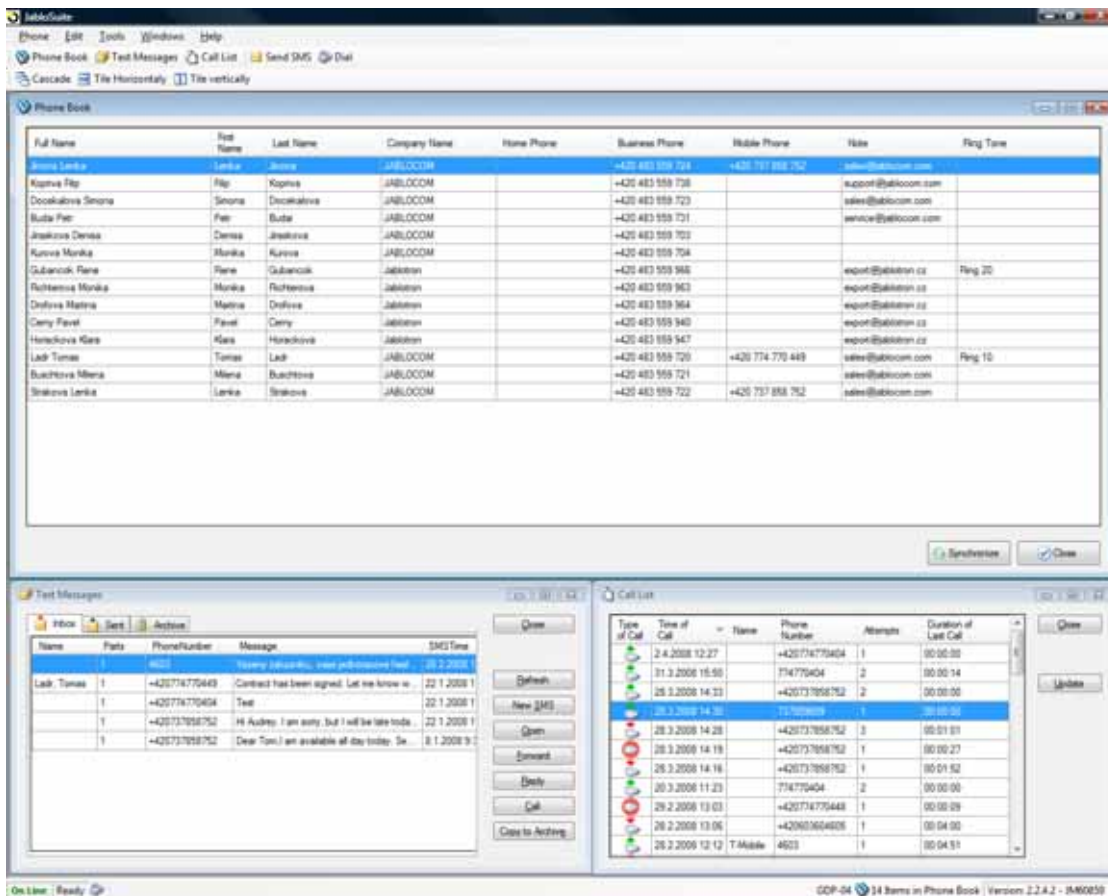 JabloSuite
Phone Edit Tools Windows Help
Phone Book Text Messages Call List Send SMS Dial
Cascade Tile Horizontaly Tile vertically
Phone Book
Full Name First Name Last Name Company Name Home Phone Business Phone Mobile Phone Note Ring Tone
Lenka JABLOCOM +420 483 559 724 +420 737 858 752 sales@jablocom.com
Kopriva Filip Filip Kopriva JABLOCOM +420 483 559 738 support@jablocom.com
Docekalova Simona Simona Docekalova JABLOCOM +420 483 559 723 sales@jablocom.com
Budai Petr Petr Budai JABLOCOM +420 483 559 731 service@jablocom.com
Jiraskova Denisa Denisa Jiraskova JABLOCOM +420 483 559 703
Kurova Monika Monika Kurova JABLOCOM +420 483 559 704
Gubancok Rene Rene Gubancok Jablotron +420 483 559 966 export@jablotron.cz Ring 20
Richterova Monika Monika Richterova Jablotron +420 483 559 963 export@jablotron.cz
Drofova Martina Martina Drofova Jablotron +420 483 559 964 export@jablotron.cz
Cerny Pavel Pavel Cerny Jablotron +420 483 559 940 export@jablotron.cz
Horackova Klara Klara Horackova Jablotron +420 483 559 947 export@jablotron.cz
Ladr Tomas Tomas Ladr JABLOCOM +420 483 559 720 +420 774 770 449 sales@jablocom.com Ring 10
Buschtova Milena Milena Buschtova JABLOCOM +420 483 559 721 sales@jablocom.com
Strakova Lenka Lenka Strakova JABLOCOM +420 483 559 722 +420 737 858 752 sales@jablocom.com
Synchronize Close
Text Messages
Inbox Sent Archive
Name Parts PhoneNumber Message SMSTime
1 4603 28.2.2008 1
Ladr, Tomas 1 +420774770449 Contract has been signed. Let me know w... 22.1.2008 1
1 +420774770404 Test 22.1.2008 1
1 +420737858752 Hi Audrey. I am sorry, but I will be late toda... 22.1.2008 1
1 +420737858752 Dear Tom,I am available all day today. Se... 8.1.2008 9:3
Close
Refresh
New SMS
Open
Forward
Reply
Call
Copy to Archive
Call List
Type of Call Time of Call Name Phone Number Attempts Duration of Last Call
2.4.2008 12:27 +420774770404 1 00:00:00
31.3.2008 15:50 774770404 2 00:00:14
28.3.2008 14:33 +420737858752 2 00:00:00
28.3.2008 14:30 1 00:00:00
28.3.2008 14:28 +420737858752 3 00:01:01
28.3.2008 14:19 +420737858752 1 00:00:27
28.3.2008 14:16 +420737858752 1 00:01:52
20.3.2008 11:23 774770404 2 00:00:00
29.2.2008 13:03 +420774770448 1 00:00:09
28.2.2008 13:06 +420603604605 1 00:04:00
28.2.2008 12:12 T-Mobile 4603 1 00:04:51
Close
Update
On Line Ready GDP-04 14 Items in Phone Book Version: 2.2.4.2 -